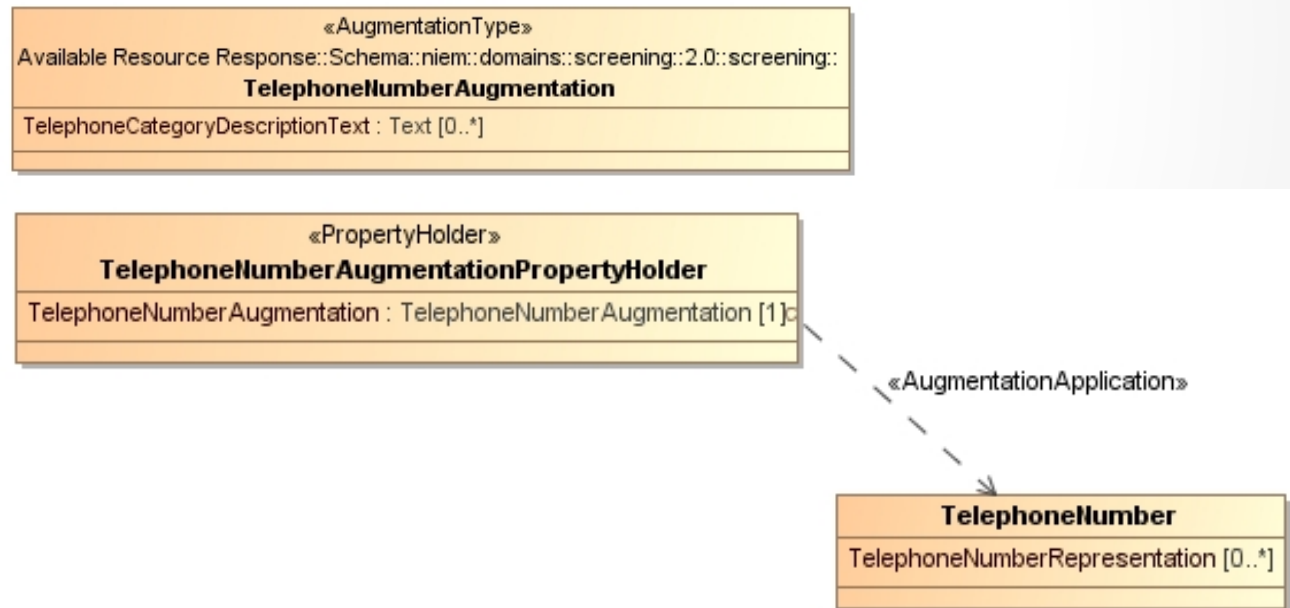 «AugmentationType»
Available Resource Response::Schema::niem::domains::screening::2.0::screening::
TelephoneNumberAugmentation
TelephoneCategoryDescriptionText : Text [0..*]
«PropertyHolder»
TelephoneNumberAugmentationPropertyHolder
TelephoneNumberAugmentation : TelephoneNumberAugmentation [1]
«AugmentationApplication»
TelephoneNumber
TelephoneNumberRepresentation [0..*]